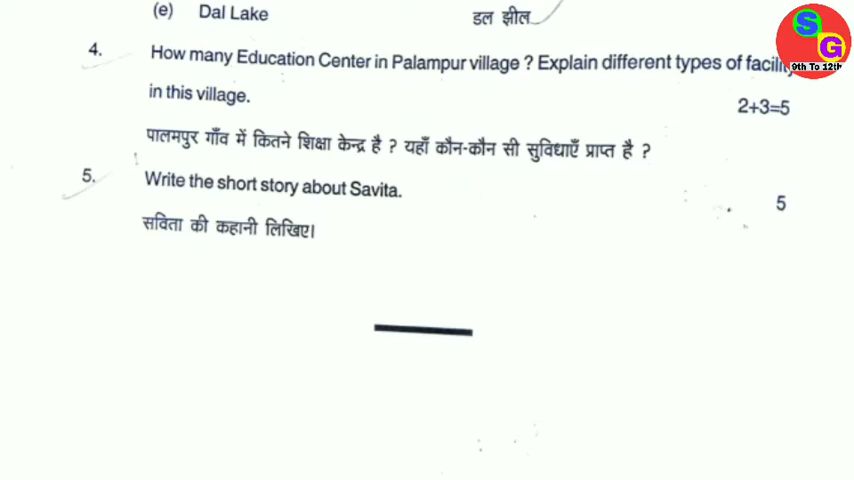 (e) Dal Lake डल झील
4. How many Education Center in Palampur village ? Explain different types of facility
in this village. 2+3=5
पालमपुर गाँव में कितने शिक्षा केन्द्र है ? यहाँ कौन-कौन सी सुविधाएँ प्राप्त है ?
5. Write the short story about Savita. 5
सविता की कहानी लिखिए।
SG
9th To 12th